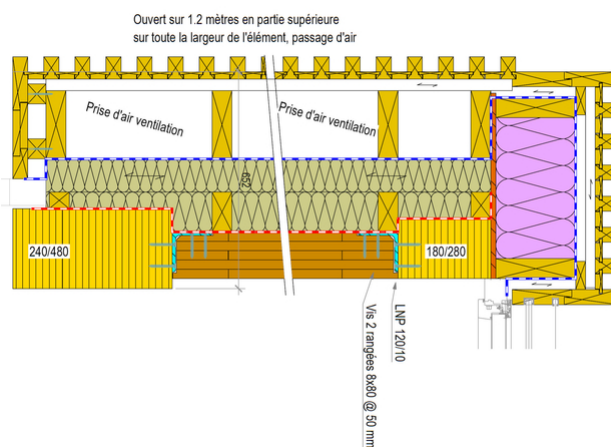 Ouvert sur 1.2 mètres en partie supérieure
sur toute la largeur de l'élément, passage d'air
Prise d'air ventilation
Prise d'air ventilation
652
240/480
180/280
LNP 120/10
Vis 2 rangées 8x80 @ 50 mm